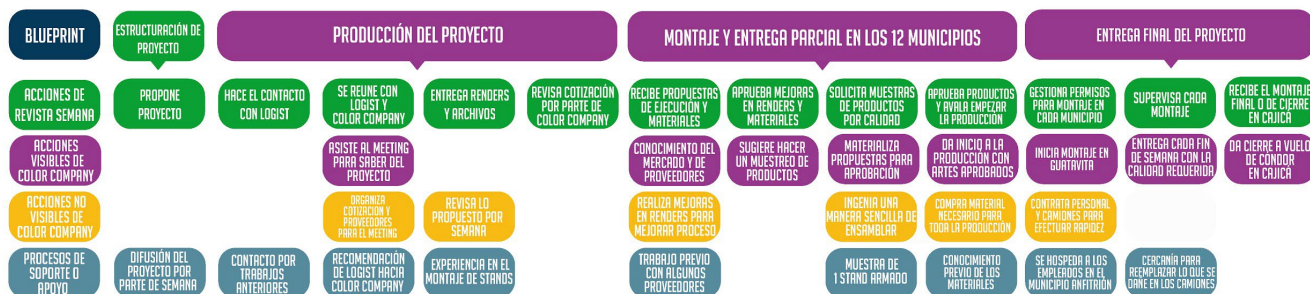 BLUEPRINT
ESTRUCTURACIÓN DE
PROYECTO
PRODUCCIÓN DEL PROYECTO
MONTAJE Y ENTREGA PARCIAL EN LOS 12 MUNICIPIOS
ENTREGA FINAL DEL PROYECTO
ACCIONES DE
REVISTA SEMANA
PROPONE
PROYECTO
HACE EL CONTACTO
CON LOGIST
SE REUNE CON
LOGIST Y
COLOR COMPANY
ENTREGA RENDERS
Y ARCHIVOS
REVISA COTIZACIÓN
POR PARTE DE
COLOR COMPANY
RECIBE PROPUESTAS
DE EJECUCIÓN Y
MATERIALES
APRUEBA MEJORAS
EN RENDERS Y
MATERIALES
SOLICITA MUESTRAS
DE PRODUCTOS
POR CALIDAD
APRUEBA PRODUCTOS
Y AVALA EMPEZAR
LA PRODUCCIÓN
GESTIONA PERMISOS
PARA MONTAJE EN
CADA MUNICIPIO
SUPERVISA CADA
MONTAJE
RECIBE EL MONTAJE
FINAL O DE CIERRE
EN CAJICÁ
ACCIONES
VISIBLES DE
COLOR COMPANY
ASISTE AL MEETING
PARA SABER DEL
PROYECTO
CONOCIMIENTO DEL
MERCADO Y DE
PROVEEDORES
SUGIERE HACER
UN MUESTREO DE
PRODUCTOS
MATERIALIZA
PROPUESTAS PARA
APROBACIÓN
DA INICIO A LA
PRODUCCIÓN CON
ARTES APROBADOS
INICIA MONTAJE EN
GUATAVITA
ENTREGA CADA FIN
DE SEMANA CON LA
CALIDAD REQUERIDA
DA CIERRE A VUELO
DE CÓNDOR
EN CAJICÁ
ACCIONES NO
VISIBLES DE
COLOR COMPANY
ORGANIZA
COTIZACIÓN Y
PROVEEDORES
PARA EL MEETING
REVISA LO
PROPUESTO POR
SEMANA
REALIZA MEJORAS
EN RENDERS PARA
MEJORAR PROCESO
INGENIA UNA
MANERA SENCILLA DE
ENSAMBLAR
COMPRA MATERIAL
NECESARIO PARA
TODA LA PRODUCCIÓN
CONTRATA PERSONAL
Y CAMIONES PARA
EFECTUAR RAPIDEZ
PROCESOS DE
SOPORTE O
APOYO
DIFUSIÓN DEL
PROYECTO POR
PARTE DE SEMANA
CONTACTO POR
TRABAJOS
ANTERIORES
RECOMENDACIÓN
DE LOGIST HACIA
COLOR COMPANY
EXPERIENCIA EN EL
MONTAJE DE STANDS
TRABAJO PREVIO
CON ALGUNOS
PROVEEDORES
MUESTRA DE
1 STAND ARMADO
CONOCIMIENTO
PREVIO DE LOS
MATERIALES
SE HOSPEDA A LOS
EMPLEADOS EN EL
MUNICIPIO ANFITRIÓN
CERCANÍA PARA
REEMPLAZAR LO QUE SE
DAÑE EN LOS CAMIONES